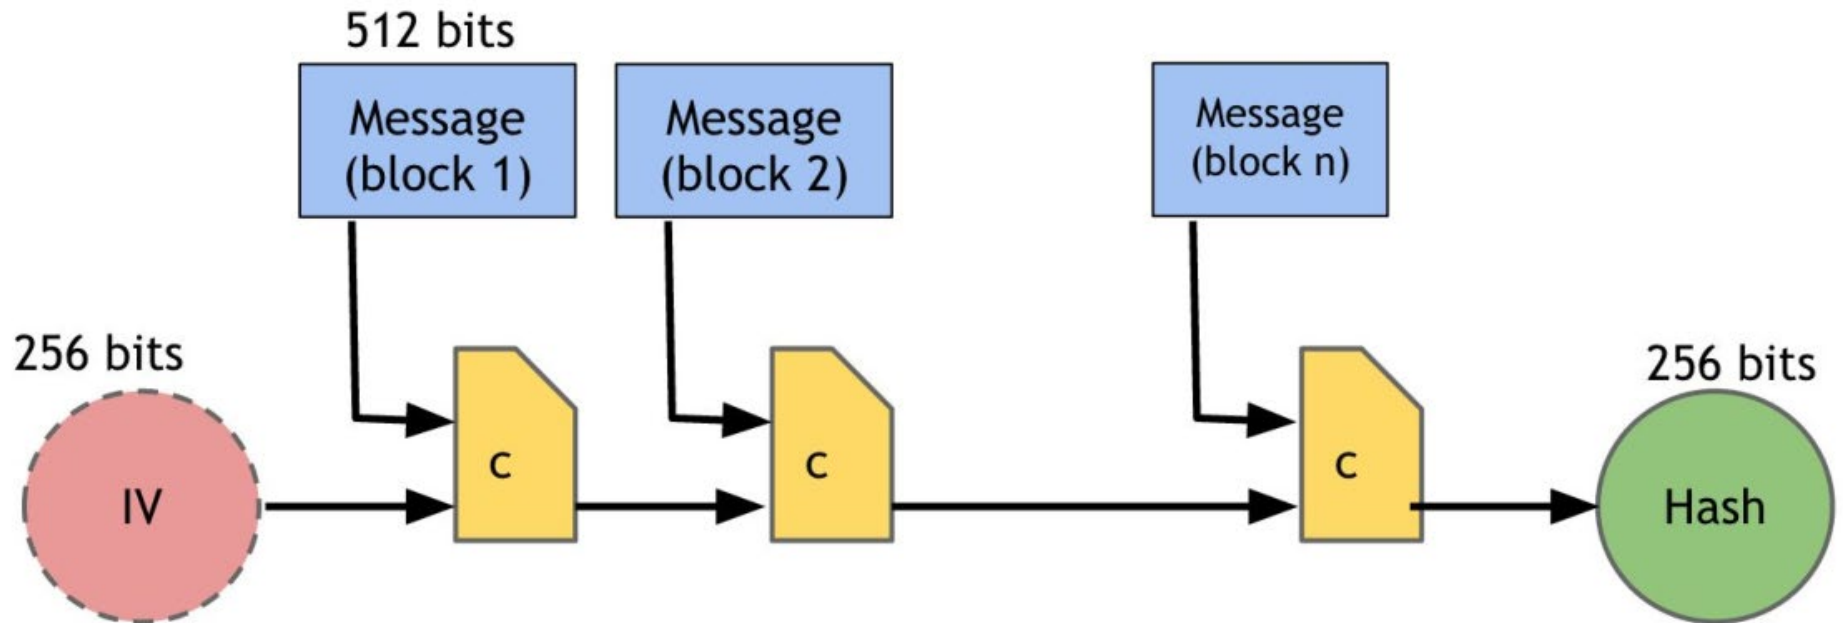 512 bits
Message
(block 1)
Message
(block 2)
Message
(block n)
256 bits
256 bits
c
c
c
IV
Hash